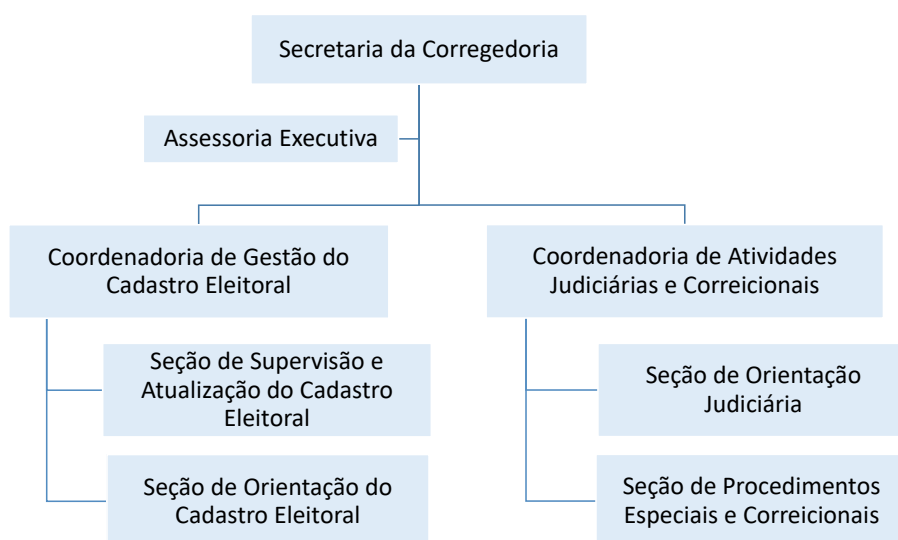 Secretaria da Corregedoria
Assessoria Executiva
Coordenadoria de Gestão do
Cadastro Eleitoral
Seção de Supervisão e
Atualização do Cadastro
Eleitoral
Seção de Orientação do
Cadastro Eleitoral
Coordenadoria de Atividades
Judiciárias e Correicionais
Seção de Orientação
Judiciária
Seção de Procedimentos
Especiais e Correicionais